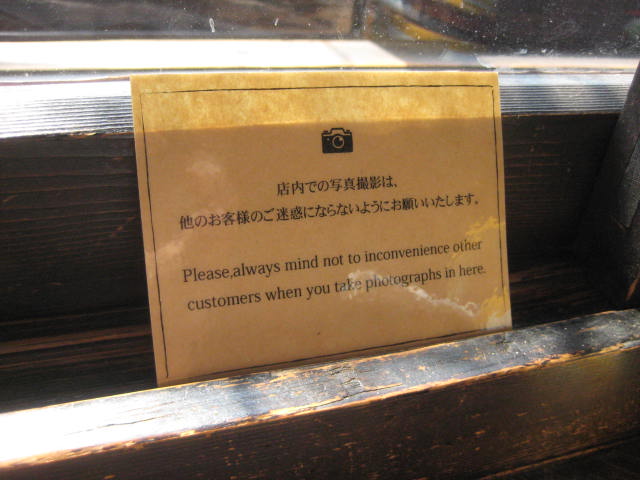 店内での写真撮影は、
他のお客様のご迷惑にならないようにお願いいたします。
Please,always mind not to inconvenience other
customers when you take photographs in here.